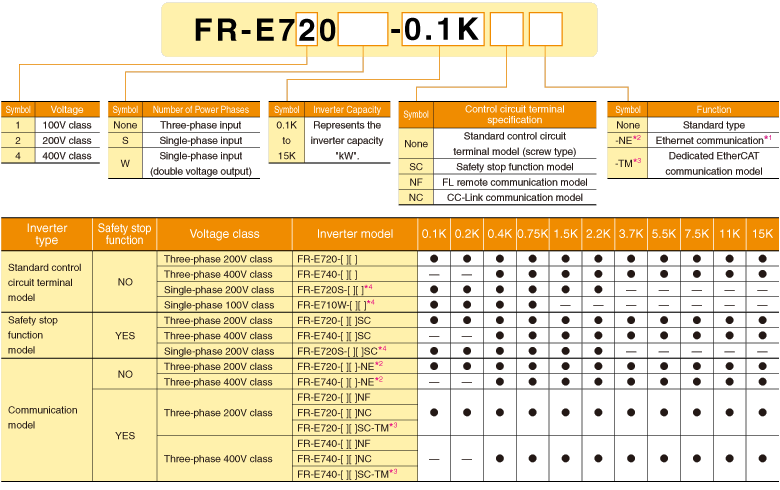 FR-E720 -0.1K
Symbol Voltage
1 100V class
2 200V class
4 400V class
Symbol Number of Power Phases
None Three-phase input
S Single-phase input
W Single-phase input
(double voltage output)
Symbol Inverter Capacity
0.1K Represents the
to inverter capacity
15K "kW".
Symbol Control circuit terminal
specification
None Standard control circuit
terminal model (screw type)
SC Safety stop function model
NF FL remote communication model
NC CC-Link communication model
Symbol Function
None Standard type
-NE*2 Ethernet communication*1
-TM*3 Dedicated EtherCAT
communication model
Inverter type Safety stop function Voltage class Inverter model 0.1K 0.2K 0.4K 0.75K 1.5K 2.2K 3.7K 5.5K 7.5K 11K 15K
Standard control circuit terminal model NO Three-phase 200V class FR-E720-[ ][ ] ● ● ● ● ● ● ● ● ● ● ●
Three-phase 400V class FR-E740-[ ][ ] — — ● ● ● ● ● ● ● ● ●
Single-phase 200V class FR-E720S-[ ][ ]*4 ● ● ● ● ● ● — — — — —
Single-phase 100V class FR-E710W-[ ][ ]*4 ● ● ● ● — — — — — — —
Safety stop function model YES Three-phase 200V class FR-E720-[ ][ ]SC ● ● ● ● ● ● ● ● ● ● ●
Three-phase 400V class FR-E740-[ ][ ]SC — — ● ● ● ● ● ● ● ● ●
Single-phase 200V class FR-E720S-[ ][ ]SC*4 ● ● ● ● ● ● — — — — —
Communication model NO Three-phase 200V class FR-E720-[ ][ ]-NE*2 ● ● ● ● ● ● ● ● ● ● ●
Three-phase 400V class FR-E740-[ ][ ]-NE*2 — — ● ● ● ● ● ● ● ● ●
YES Three-phase 200V class FR-E720-[ ][ ]NF
FR-E720-[ ][ ]NC ● ● ● ● ● ● ● ● ● ● ●
FR-E720-[ ][ ]SC-TM*3
Three-phase 400V class FR-E740-[ ][ ]NF
FR-E740-[ ][ ]NC — — ● ● ● ● ● ● ● ● ●
FR-E740-[ ][ ]SC-TM*3